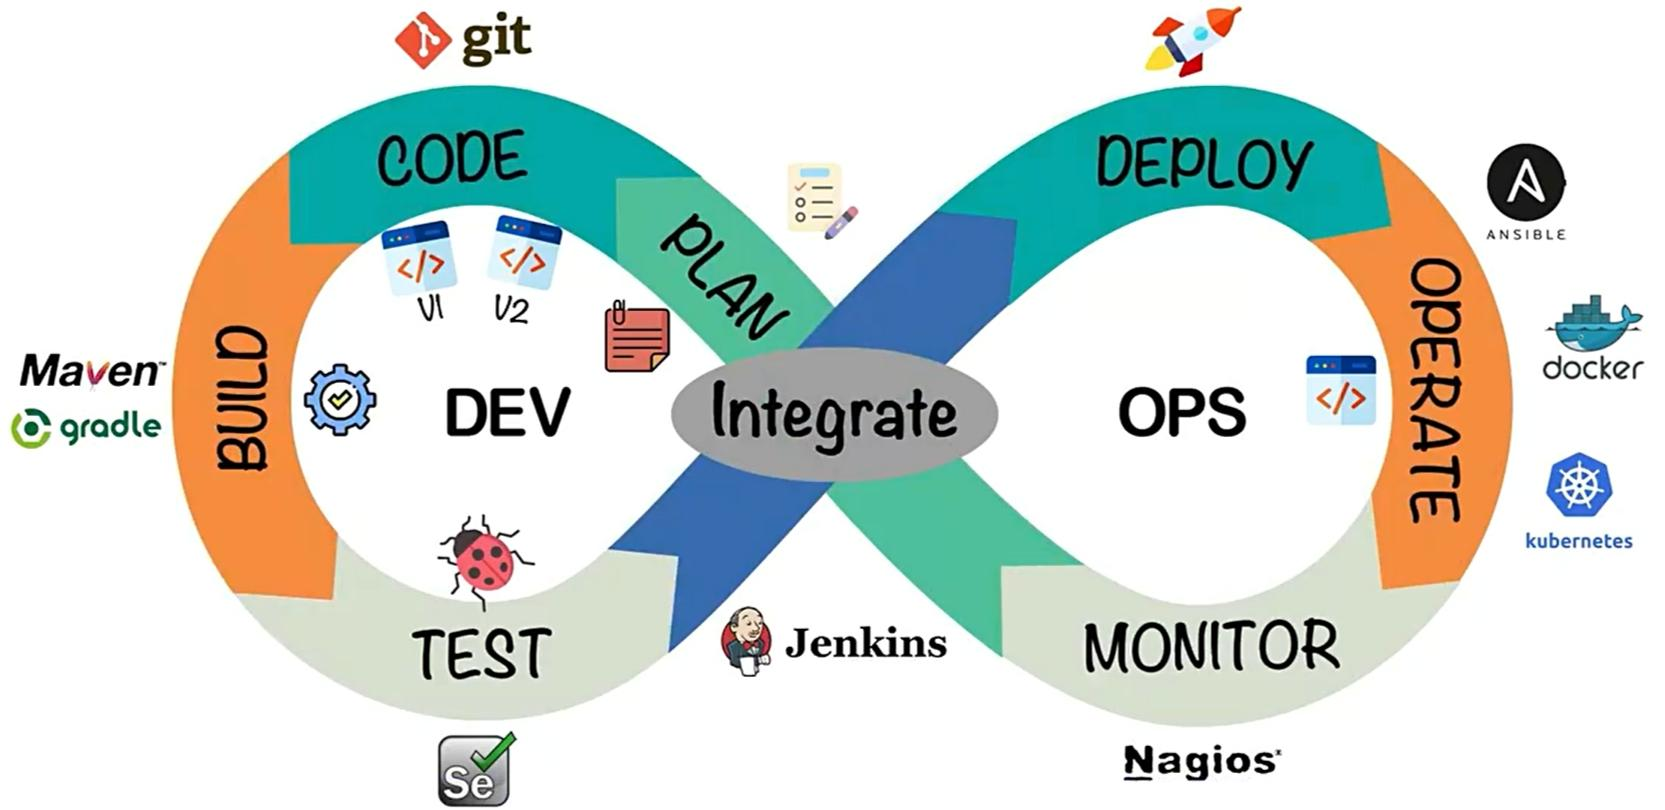 git
CODE
DEPLOY
PLAN
ANSIBLE
</>
</>
V1
V2
BUILD
Maven™
gradle
DEV
Integrate
OPS
</>
OPERATE
docker
kubernetes
TEST
Jenkins
MONITOR
Se
Nagios